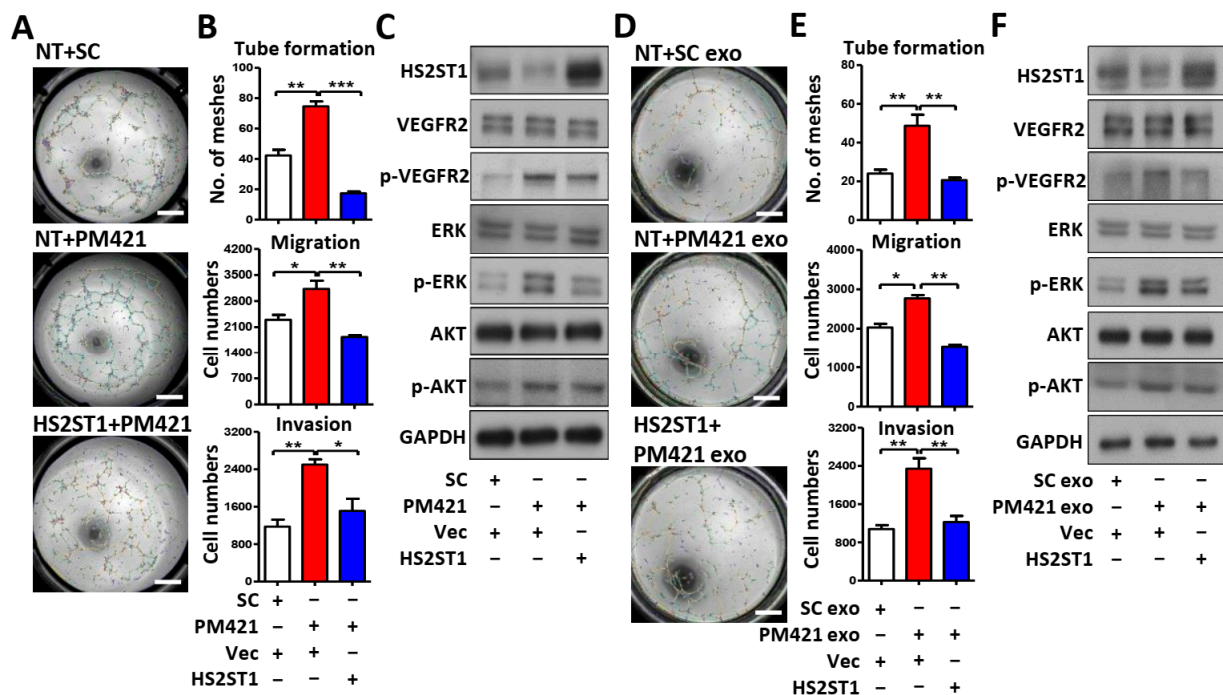 A
NT+SC
NT+PM421
HS2ST1+PM421
B
Tube formation
No. of meshes
100
80
60
40
20
0
** ***
Migration
Cell numbers
4200
3500
2800
2100
1400
700
0
* **
Invasion
Cell numbers
3200
2400
1600
800
0
** *
SC + – –
PM421 – + +
Vec + + –
HS2ST1 – – +
C
HS2ST1
VEGFR2
p-VEGFR2
ERK
p-ERK
AKT
p-AKT
GAPDH
SC + – –
PM421 – + +
Vec + + –
HS2ST1 – – +
D
NT+SC exo
NT+PM421 exo
HS2ST1+
PM421 exo
E
Tube formation
No. of meshes
80
60
40
20
0
** **
Migration
Cell numbers
4000
3000
2000
1000
0
* **
Invasion
Cell numbers
3200
2400
1600
800
0
** **
SC exo + – –
PM421 exo – + +
Vec + + –
HS2ST1 – – +
F
HS2ST1
VEGFR2
p-VEGFR2
ERK
p-ERK
AKT
p-AKT
GAPDH
SC exo + – –
PM421 exo – + +
Vec + + –
HS2ST1 – – +